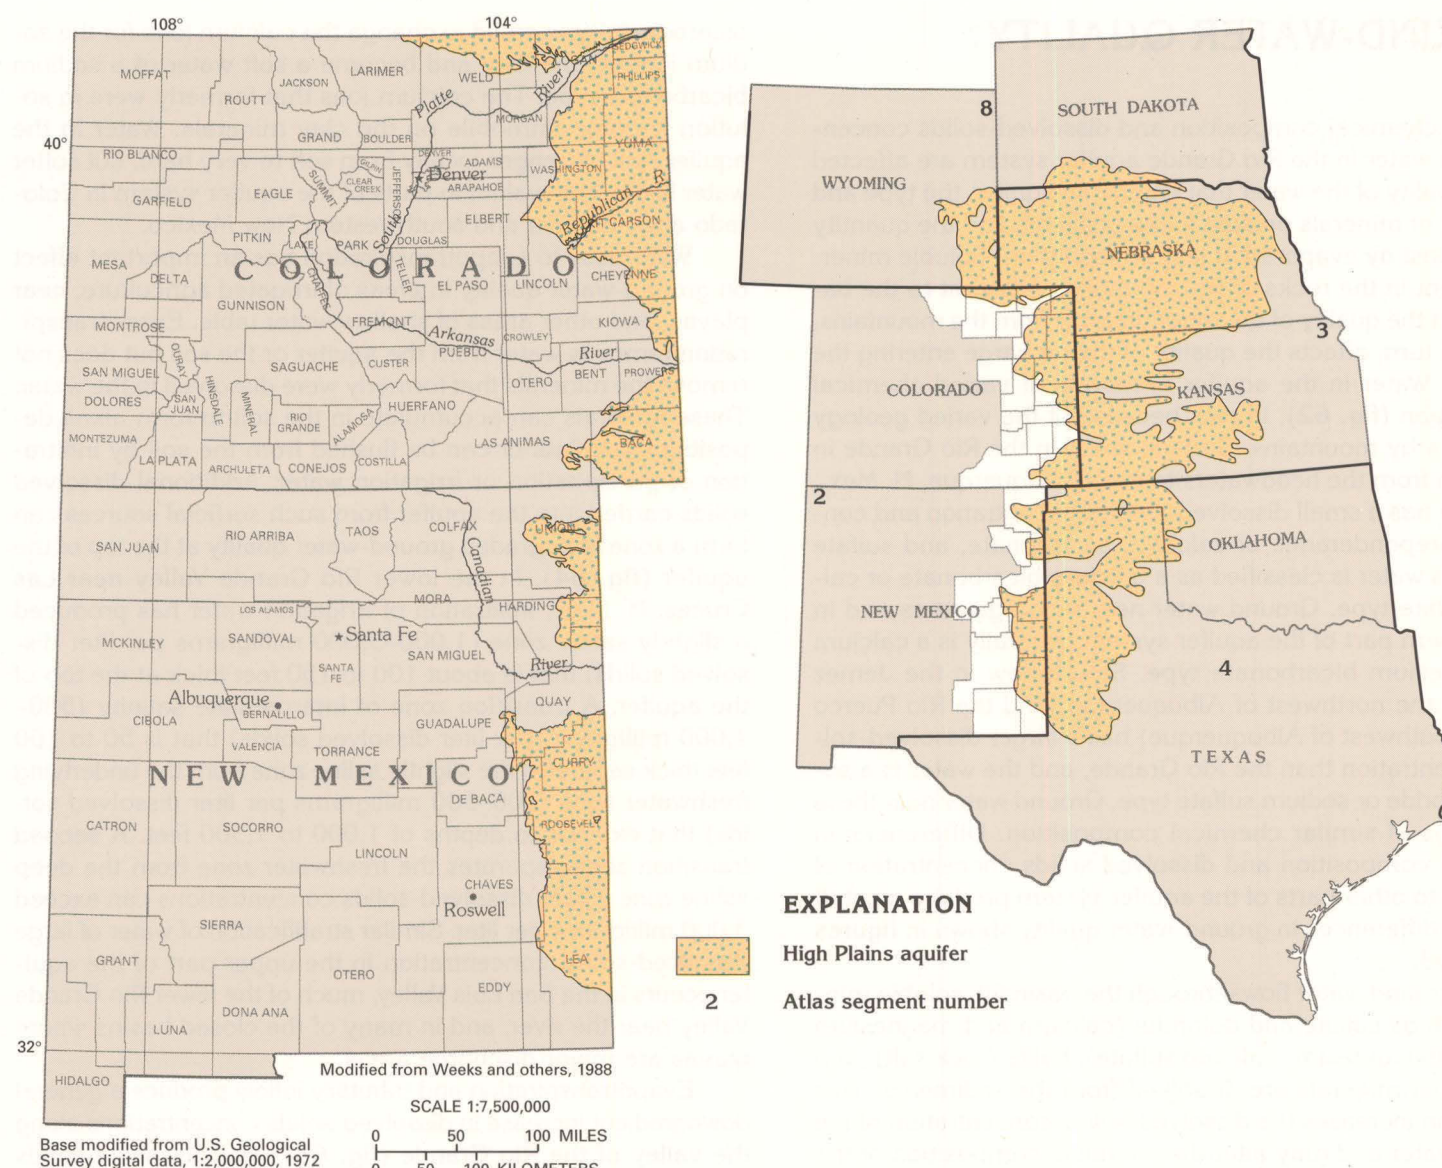 108°
104°
40°
32°
MOFFAT
ROUTT
JACKSON
LARIMER
WELD
LOGAN
SEDGWICK
PHILLIPS
Platte
River
MORGAN
GRAND
BOULDER
RIO BLANCO
GILPIN
DENVER
ADAMS
WASHINGTON
YUMA
Denver
ARAPAHOE
CLEAR
CREEK
JEFFERSON
SUMMIT
EAGLE
GARFIELD
South
ELBERT
Republican
R
CARSON
PITKIN
LAKE
PARK
DOUGLAS
MESA
DELTA
COLORADO
TELLER
EL PASO
LINCOLN
CHEYENNE
GUNNISON
CHAFFEE
FREMONT
Arkansas
River
CROWLEY
KIOWA
MONTROSE
OURAY
SAN MIGUEL
SAGUACHE
CUSTER
PUEBLO
BENT
PROWERS
OTERO
DOLORES
SAN
JUAN
HINSDALE
MINERAL
RIO
GRANDE
ALAMOSA
HUERFANO
MONTEZUMA
LA PLATA
ARCHULETA
CONEJOS
COSTILLA
LAS ANIMAS
BACA
SAN JUAN
RIO ARRIBA
TAOS
COLFAX
UNION
Canadian
River
LOS ALAMOS
MORA
HARDING
MCKINLEY
SANDOVAL
Santa Fe
SANTA
FE
SAN MIGUEL
Albuquerque
BERNALILLO
CIBOLA
QUAY
GUADALUPE
VALENCIA
TORRANCE
NEW MEXICO
CURRY
DE BACA
CATRON
SOCORRO
ROOSEVELT
LINCOLN
CHAVES
Roswell
SIERRA
GRANT
OTERO
LEA
EDDY
DONA ANA
LUNA
HIDALGO
Modified from Weeks and others, 1988
SCALE 1:7,500,000
0 50 100 MILES
0 50 100 KILOMETERS
Base modified from U.S. Geological
Survey digital data, 1:2,000,000, 1972
8
SOUTH DAKOTA
WYOMING
NEBRASKA
3
COLORADO
KANSAS
2
OKLAHOMA
NEW MEXICO
4
TEXAS
EXPLANATION
High Plains aquifer
2 Atlas segment number